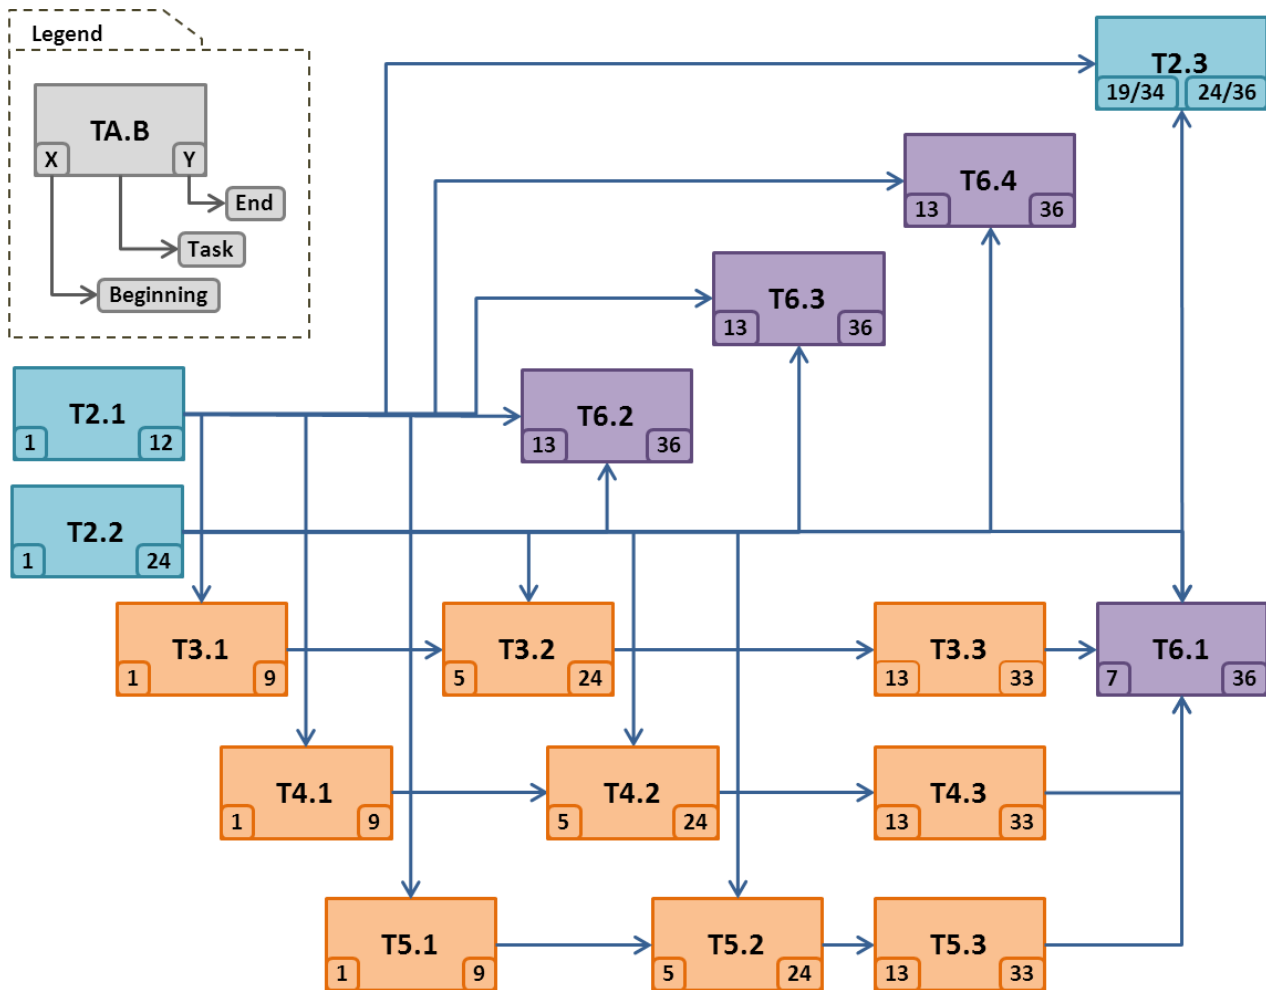 Legend
TA.B
X Y
End
Task
Beginning
T2.3
19/34 24/36
T6.4
13 36
T6.3
13 36
T2.1
1 12
T6.2
13 36
T2.2
1 24
T3.1
1 9
T3.2
5 24
T3.3
13 33
T6.1
7 36
T4.1
1 9
T4.2
5 24
T4.3
13 33
T5.1
1 9
T5.2
5 24
T5.3
13 33